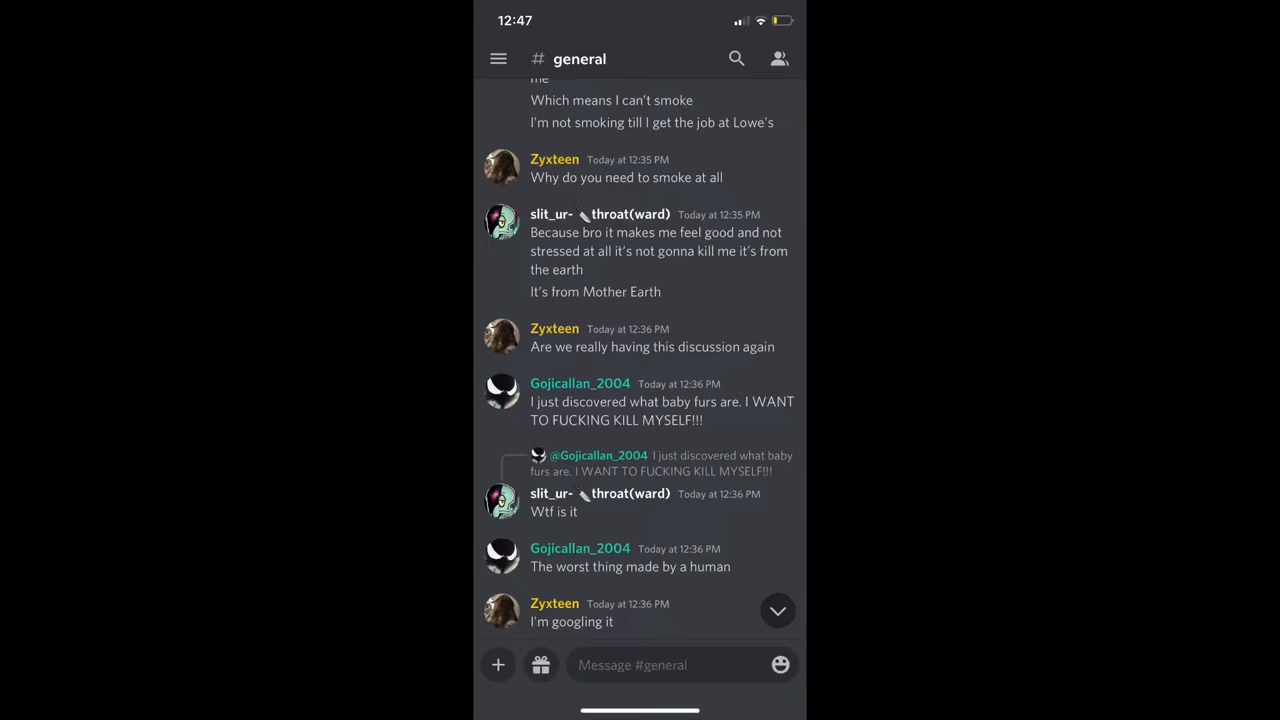 12:47
# general
me
Which means I can't smoke
I'm not smoking till I get the job at Lowe's
Zyxteen Today at 12:35 PM
Why do you need to smoke at all
slit_ur-🔪throat(ward) Today at 12:35 PM
Because bro it makes me feel good and not
stressed at all it's not gonna kill me it's from
the earth
It's from Mother Earth
Zyxteen Today at 12:36 PM
Are we really having this discussion again
Gojicallan_2004 Today at 12:36 PM
I just discovered what baby furs are. I WANT
TO FUCKING KILL MYSELF!!!
@Gojicallan_2004 I just discovered what baby
furs are. I WANT TO FUCKING KILL MYSELF!!!
slit_ur-🔪throat(ward) Today at 12:36 PM
Wtf is it
Gojicallan_2004 Today at 12:36 PM
The worst thing made by a human
Zyxteen Today at 12:36 PM
I'm googling it
Message #general